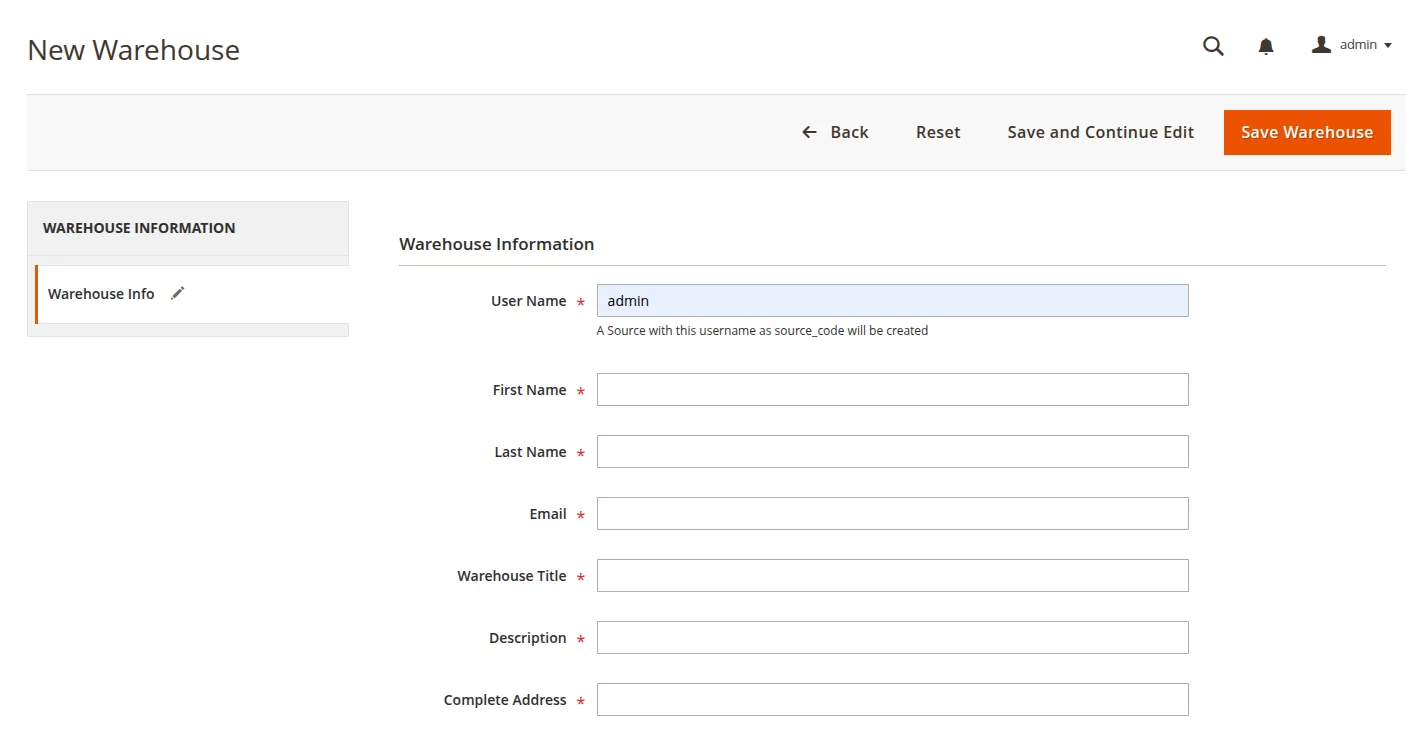 New Warehouse
admin
Back Reset Save and Continue Edit Save Warehouse
WAREHOUSE INFORMATION
Warehouse Info
Warehouse Information
User Name * admin
A Source with this username as source_code will be created
First Name *
Last Name *
Email *
Warehouse Title *
Description *
Complete Address *